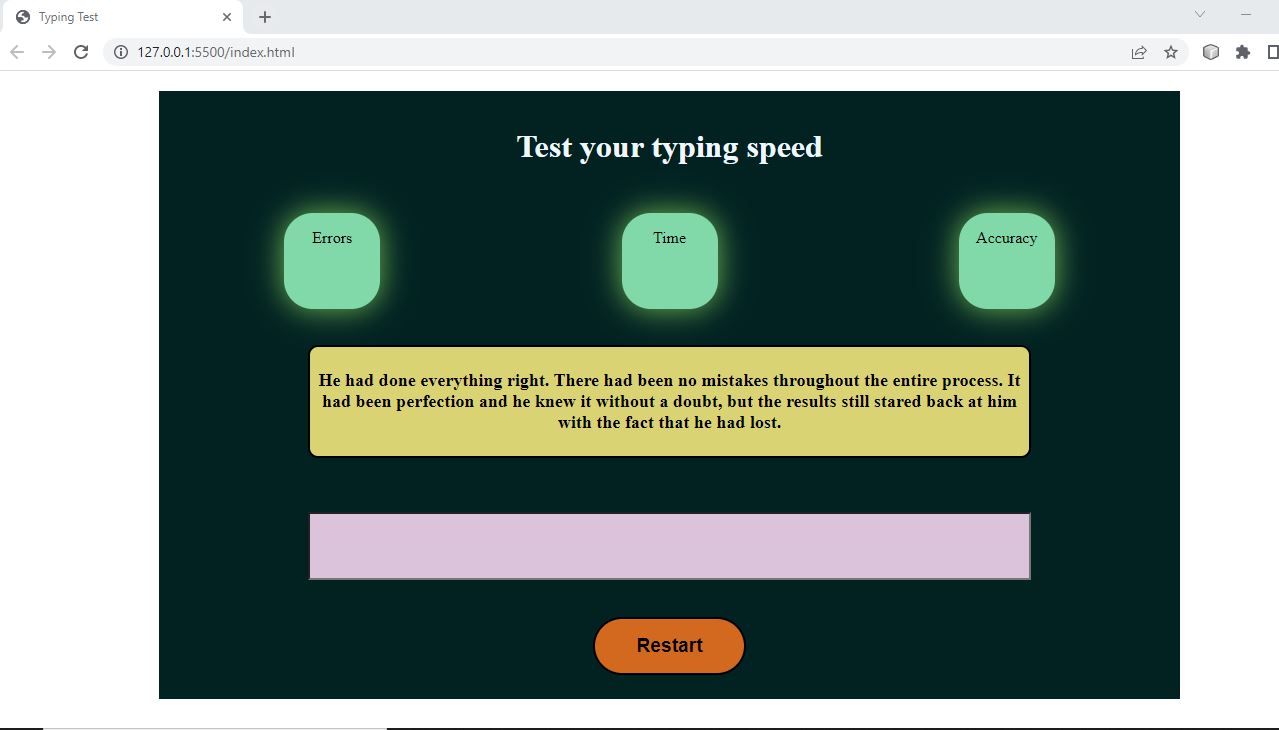 Typing Test
127.0.0.1:5500/index.html
Test your typing speed
Errors
Time
Accuracy
He had done everything right. There had been no mistakes throughout the entire process. It
had been perfection and he knew it without a doubt, but the results still stared back at him
with the fact that he had lost.
Restart